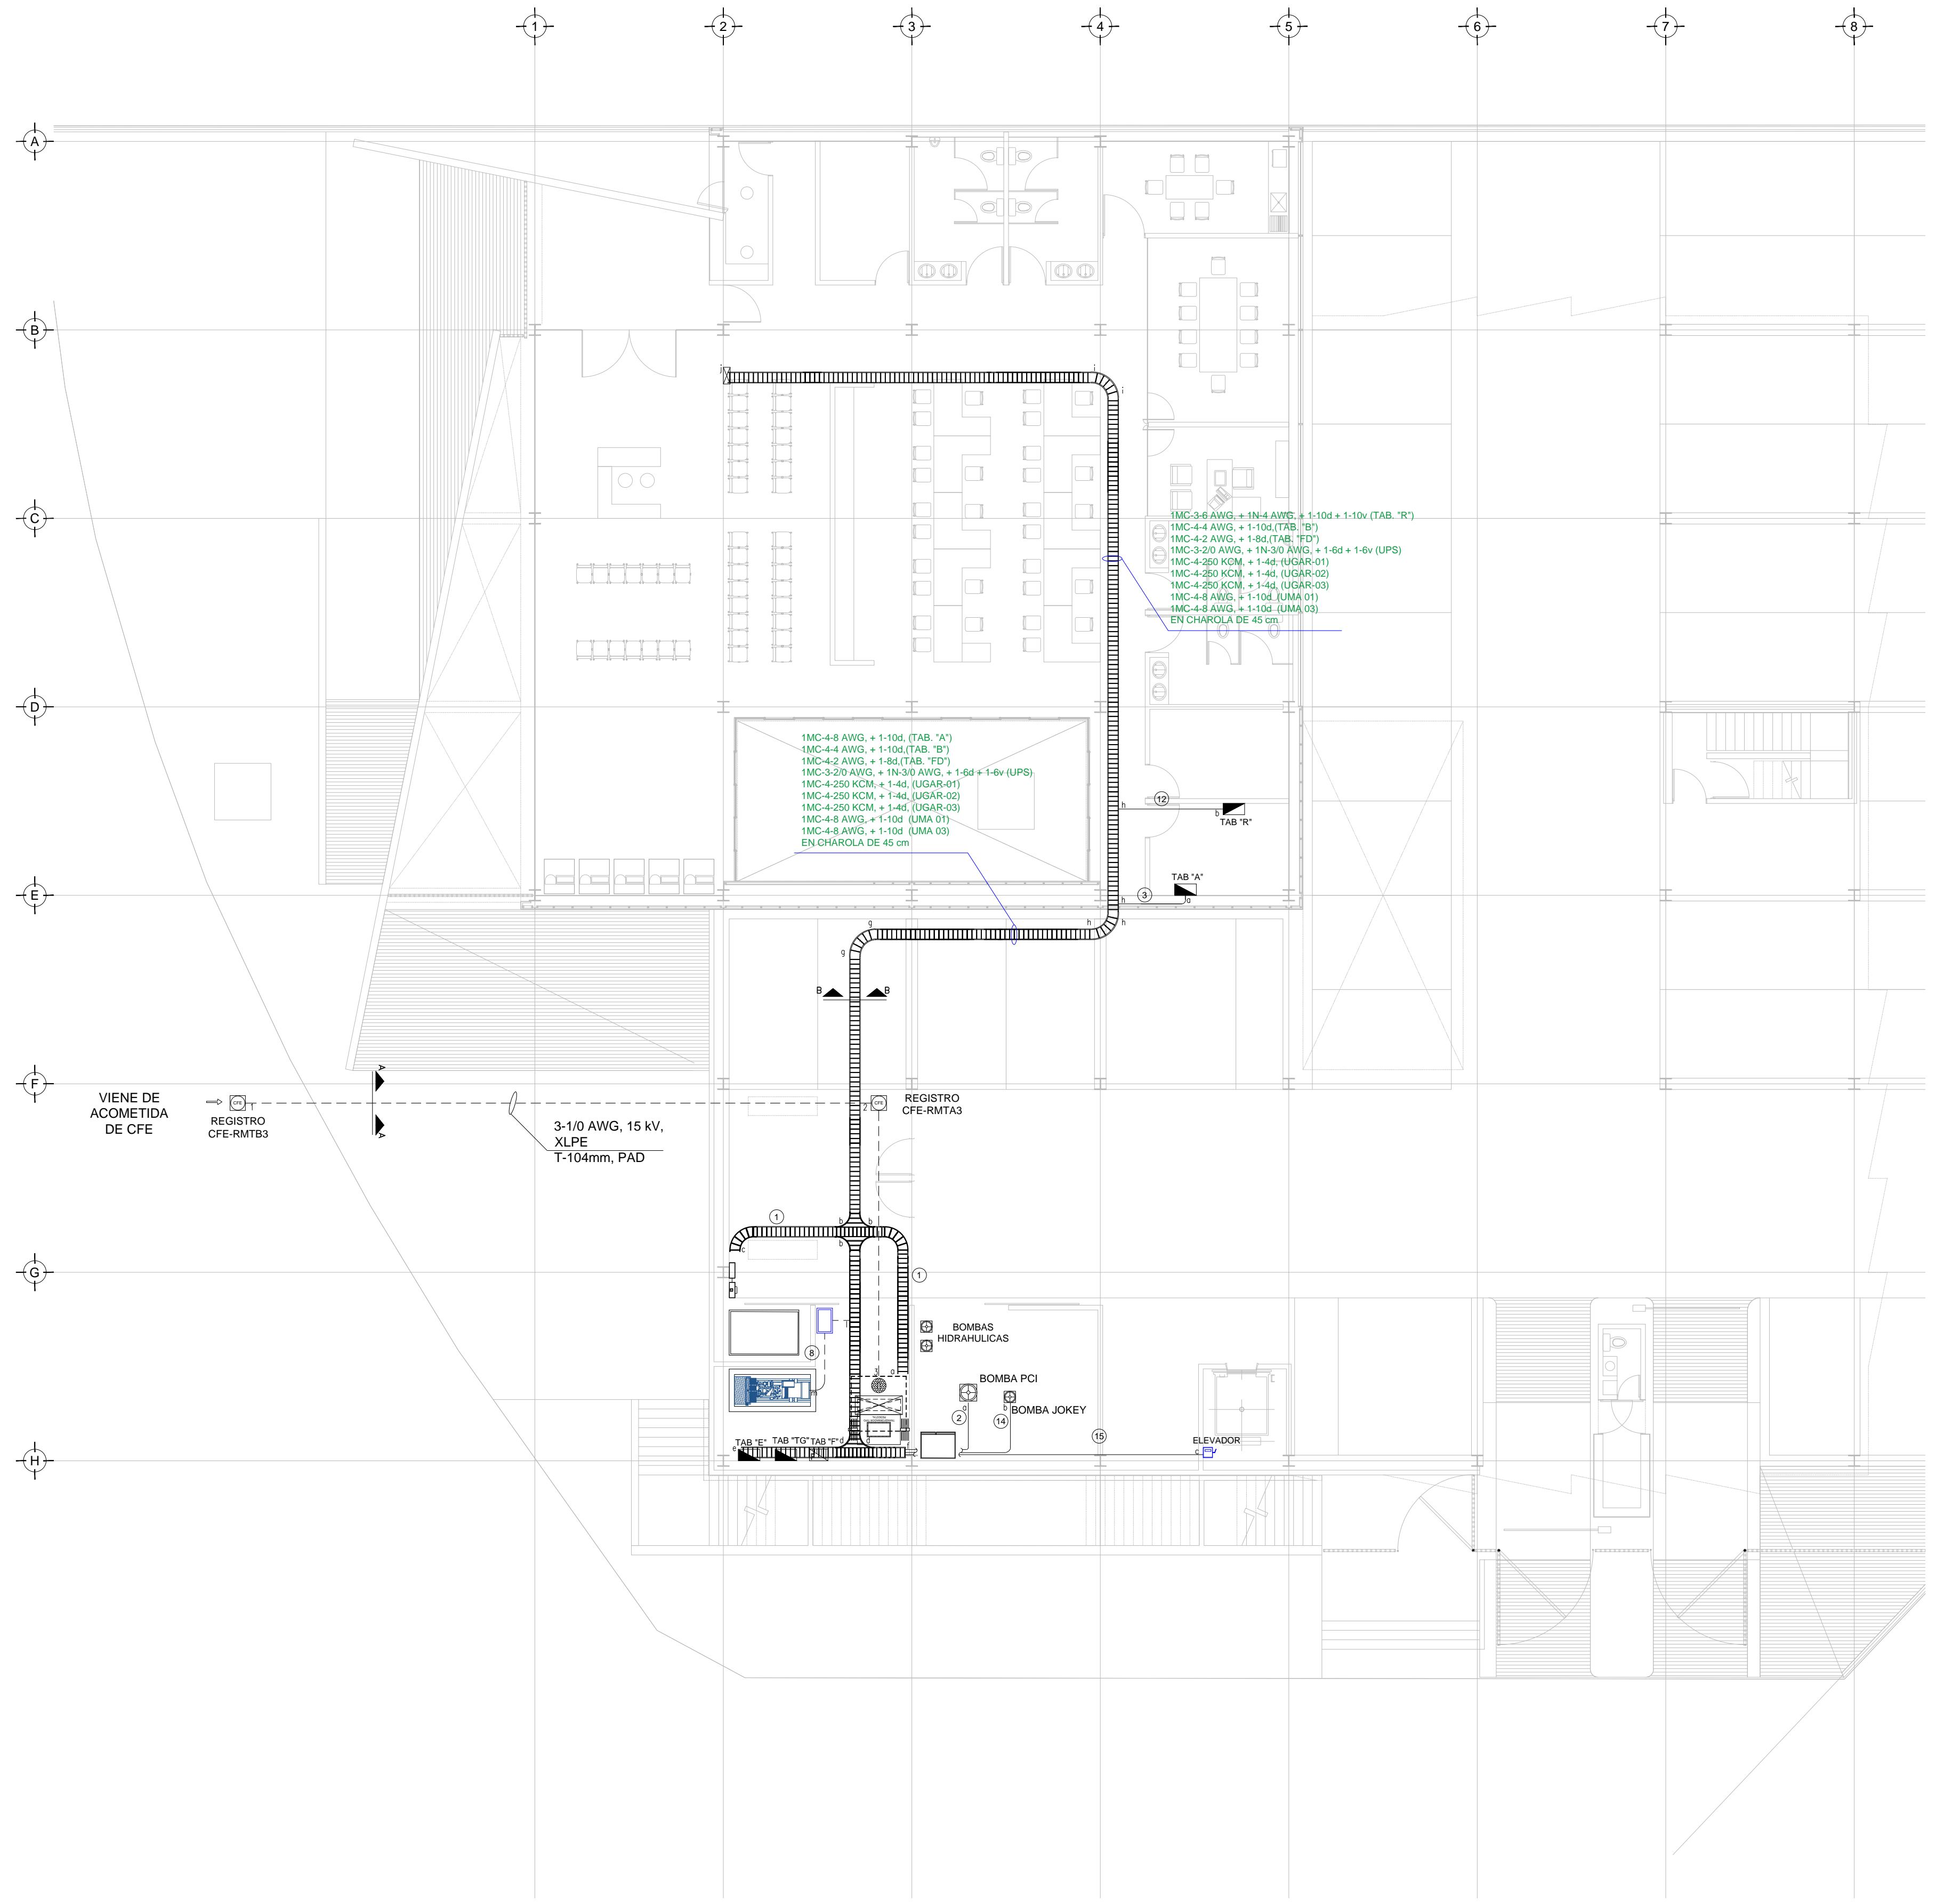 1
2
3
4
5
6
7
8
A
B
C
D
E
F
G
H
j
i
i
1MC-3-6 AWG, + 1N-4 AWG, + 1-10d + 1-10v (TAB. "R")
1MC-4-4 AWG, + 1-10d,(TAB. "B")
1MC-4-2 AWG, + 1-8d,(TAB. "FD")
1MC-3-2/0 AWG, + 1N-3/0 AWG, + 1-6d + 1-6v (UPS)
1MC-4-250 KCM, + 1-4d, (UGAR-01)
1MC-4-250 KCM, + 1-4d, (UGAR-02)
1MC-4-250 KCM, + 1-4d, (UGAR-03)
1MC-4-8 AWG, + 1-10d (UMA 01)
1MC-4-8 AWG, + 1-10d (UMA 03)
EN CHAROLA DE 45 cm
1MC-4-8 AWG, + 1-10d, (TAB. "A")
1MC-4-4 AWG, + 1-10d,(TAB. "B")
1MC-4-2 AWG, + 1-8d,(TAB. "FD")
1MC-3-2/0 AWG, + 1N-3/0 AWG, + 1-6d + 1-6v (UPS)
1MC-4-250 KCM, + 1-4d, (UGAR-01)
1MC-4-250 KCM, + 1-4d, (UGAR-02)
1MC-4-250 KCM, + 1-4d, (UGAR-03)
1MC-4-8 AWG, + 1-10d (UMA 01)
1MC-4-8 AWG, + 1-10d (UMA 03)
EN CHAROLA DE 45 cm
12
h
b
TAB "R"
TAB "A"
3
h
a
g
h
h
g
B
B
A
A
VIENE DE
ACOMETIDA
DE CFE
CFE
1
REGISTRO
CFE-RMTB3
3-1/0 AWG, 15 kV,
XLPE
T-104mm, PAD
2
CFE
REGISTRO
CFE-RMTA3
1
b
b
c
b
1
BOMBAS
HIDRAHULICAS
8
3
a
m
BOMBA PCI
BOMBA JOKEY
a
b
2
14
15
ELEVADOR
c
e
TAB "E"
TAB "TG"
TAB "F"
d
d
f